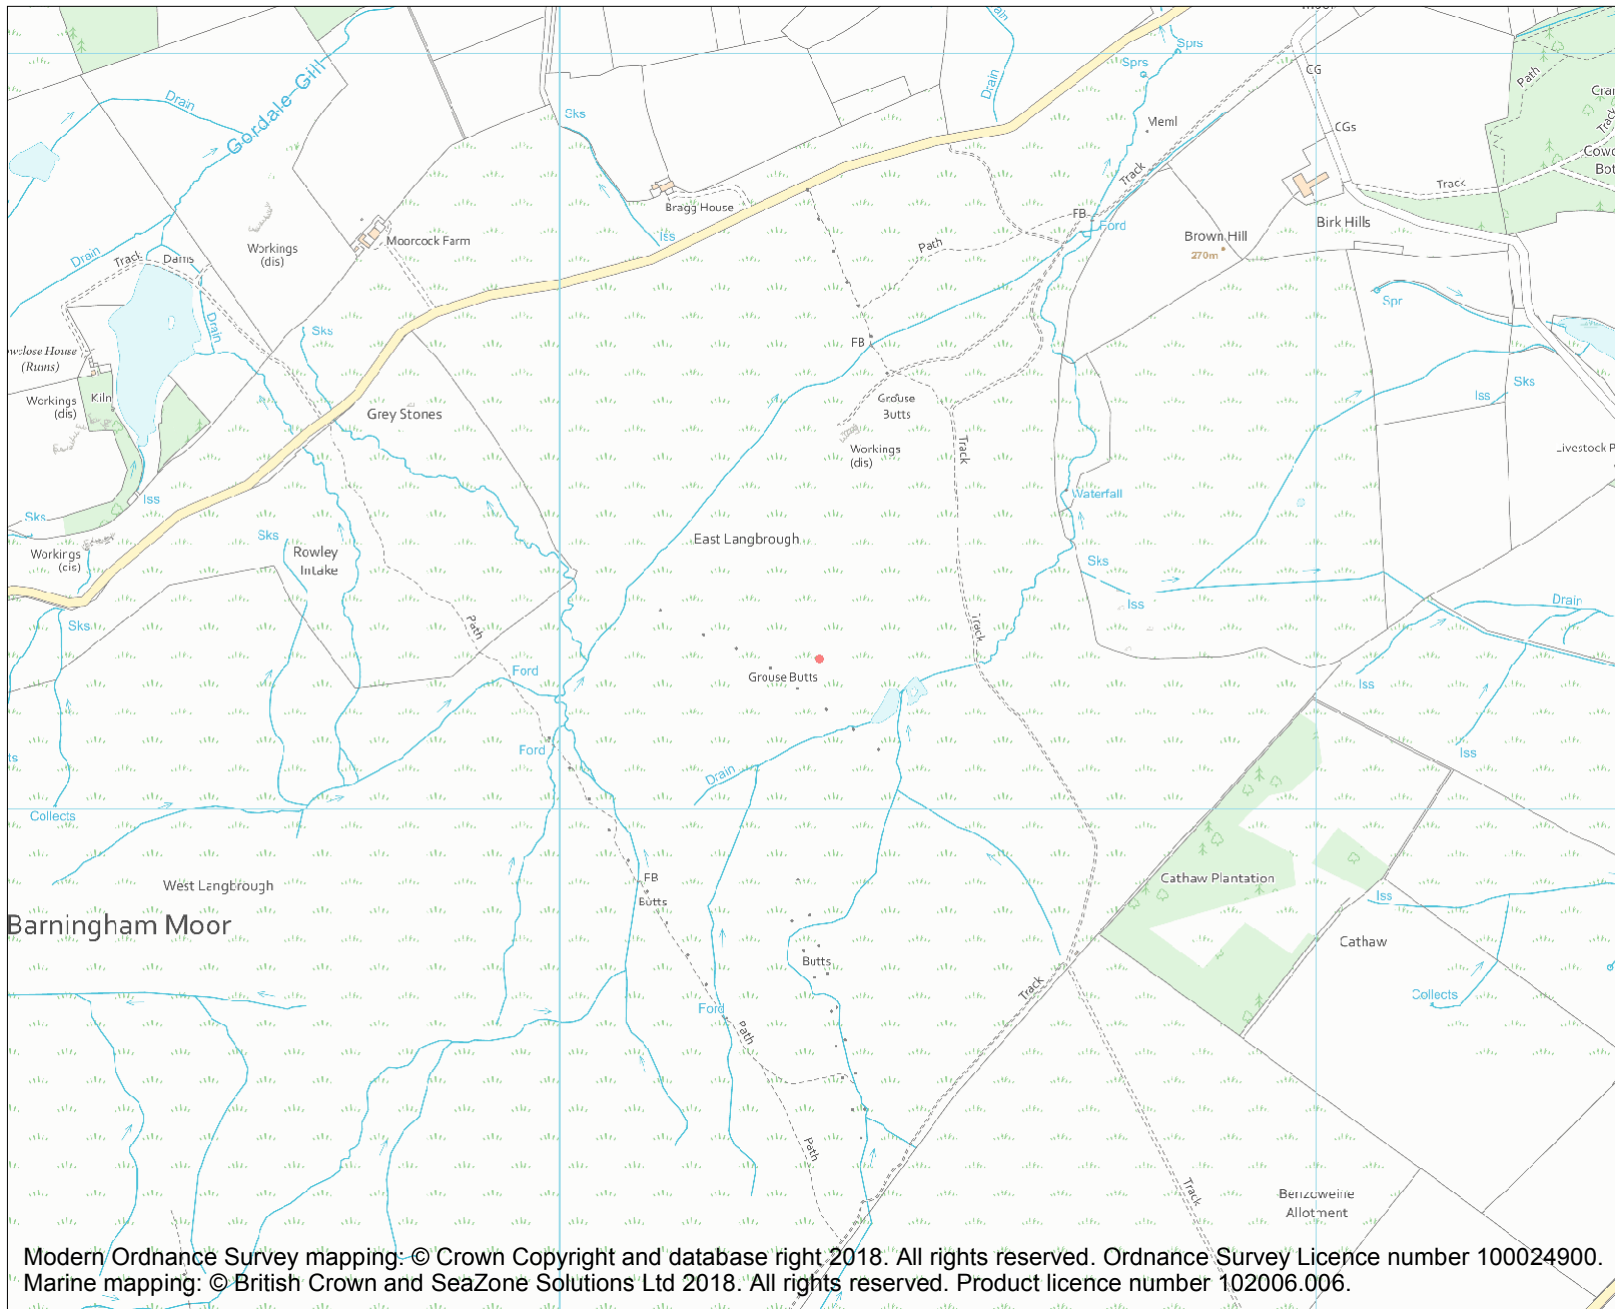 Sprs
Sprs
Drain
CG
Path
Track
Drain
Gordale Gill
Sks
Meml
CGs
Track
Track
Bragg House
FB
Ford
Birk Hills
Brown Hill
270m
Iss
Path
Moorcock Farm
Workings
(dis)
Drain
Track
Dams
Spr
Drain
Sks
FB
(Ruins)
Sks
Iss
Kiln
Workings
(dis)
Grey Stones
Grouse
Butts
Workings
(dis)
Track
Iss
Waterfall
Sks
Sks
East Langbrough
Workings
Rowley
Intake
Sks
Iss
Drain
Sks
Path
Track
Ford
Grouse Butts
Iss
Ford
Iss
Drain
Collects
West Langbrough
FB
Butts
Cathaw Plantation
Iss
Barningham Moor
Cathaw
Butts
Track
Collects
Ford
Path
Path
Track
Allotment
Modern Ordnance Survey mapping: © Crown Copyright and database right 2018. All rights reserved. Ordnance Survey Licence number 100024900.
Marine mapping: © British Crown and SeaZone Solutions Ltd 2018. All rights reserved. Product licence number 102006.006.